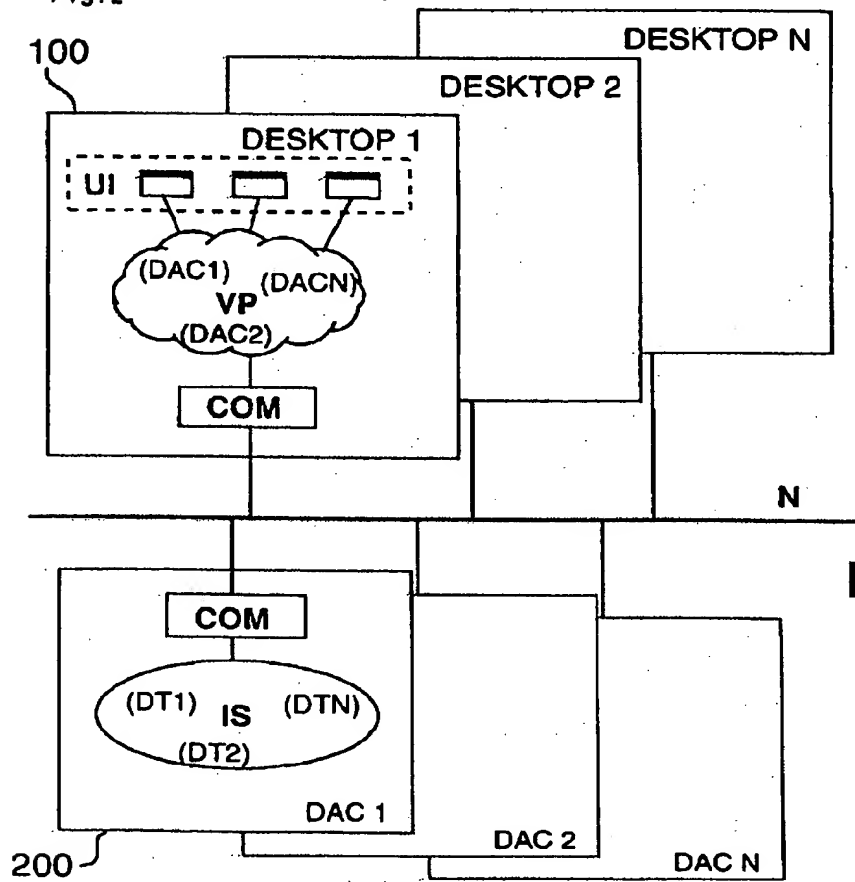 100
DESKTOP N
DESKTOP 2
DESKTOP 1
UI
(DAC1)
(DACN)
VP
(DAC2)
COM
N
COM
(DT1)
IS
(DTN)
(DT2)
DAC 1
DAC 2
DAC N
200